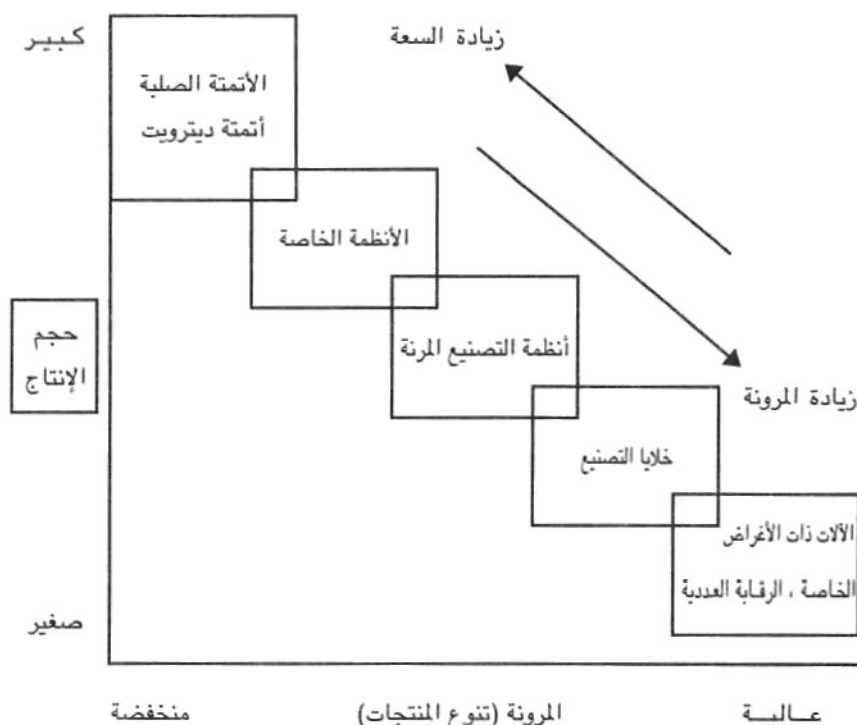 كبير
زيادة السعة
الأتمتة الصلبة
أتمتة ديترويت
الأنظمة الخاصة
حجم
الإنتاج
أنظمة التصنيع المرنة
زيادة المرونة
خلايا التصنيع
الآلات ذات الأغراض
الخاصة ، الرقابة العددية
صغير
منخفضة
المرونة (تنوع المنتجات)
عالية